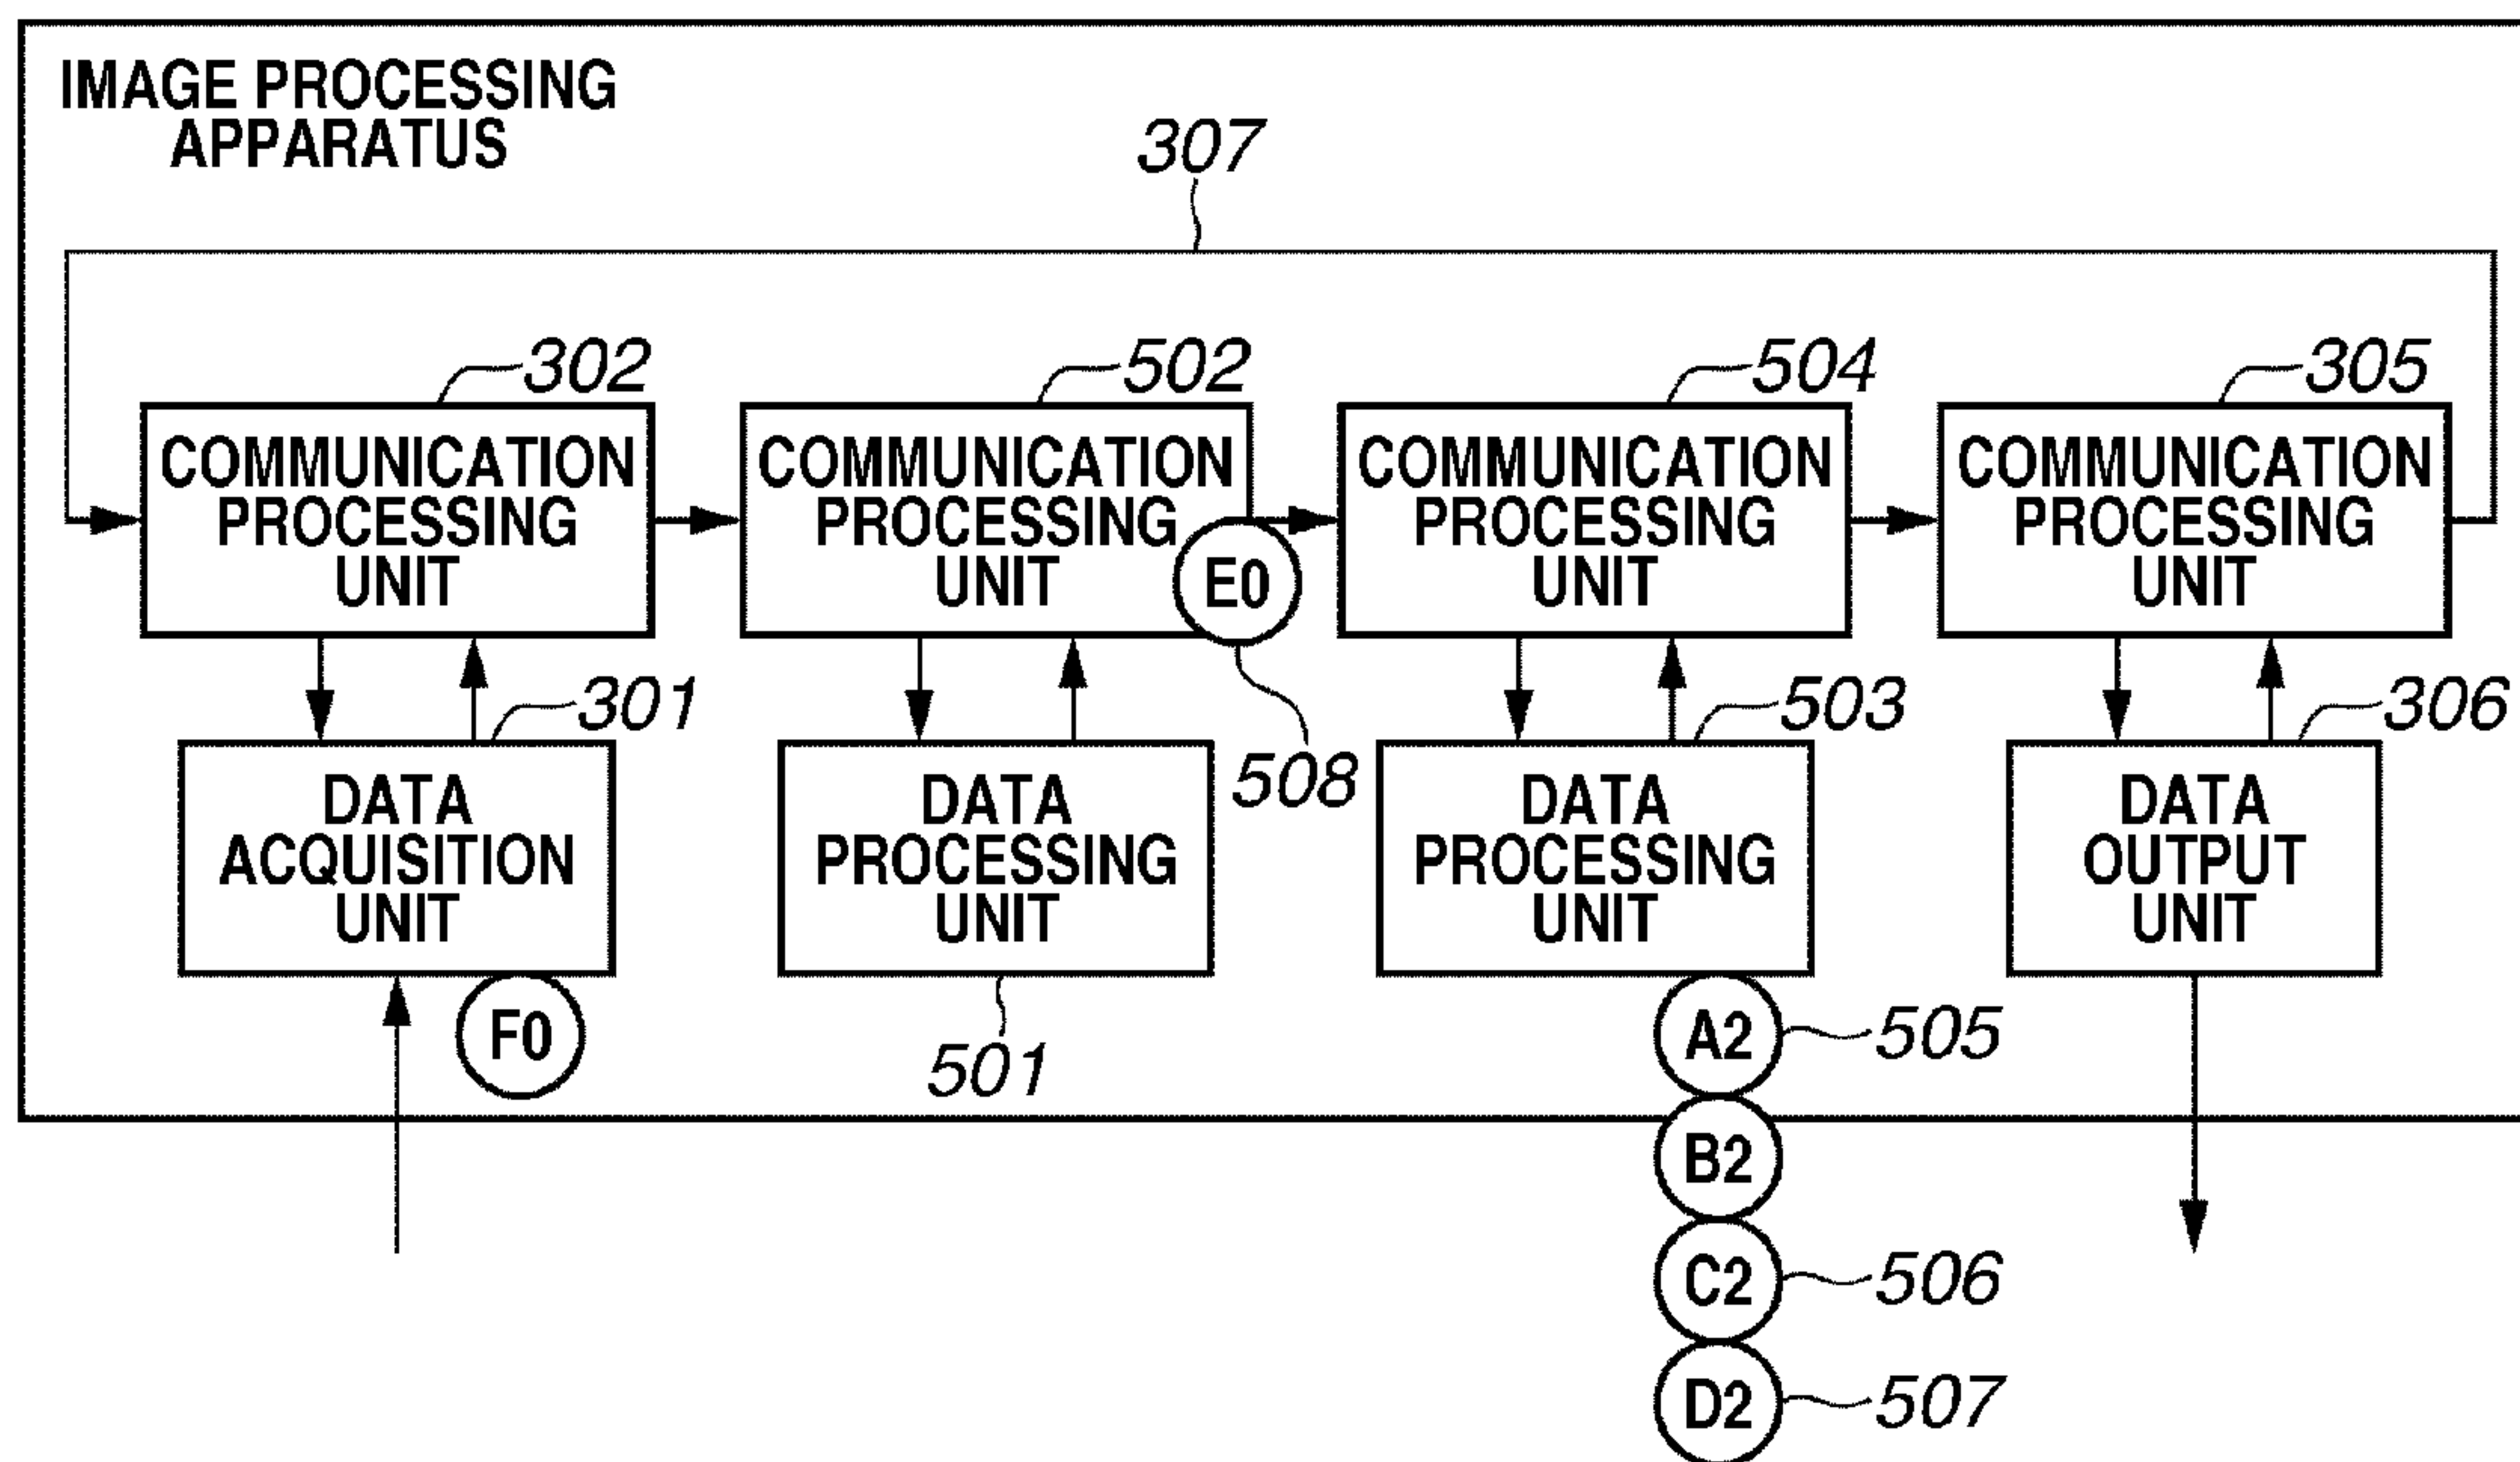 IMAGE PROCESSING
APPARATUS
307
302
502
504
305
COMMUNICATION
PROCESSING
UNIT
COMMUNICATION
PROCESSING
UNIT
E0
COMMUNICATION
PROCESSING
UNIT
COMMUNICATION
PROCESSING
UNIT
301
508
503
306
DATA
ACQUISITION
UNIT
DATA
PROCESSING
UNIT
DATA
PROCESSING
UNIT
DATA
OUTPUT
UNIT
F0
501
A2
505
B2
C2
506
D2
507